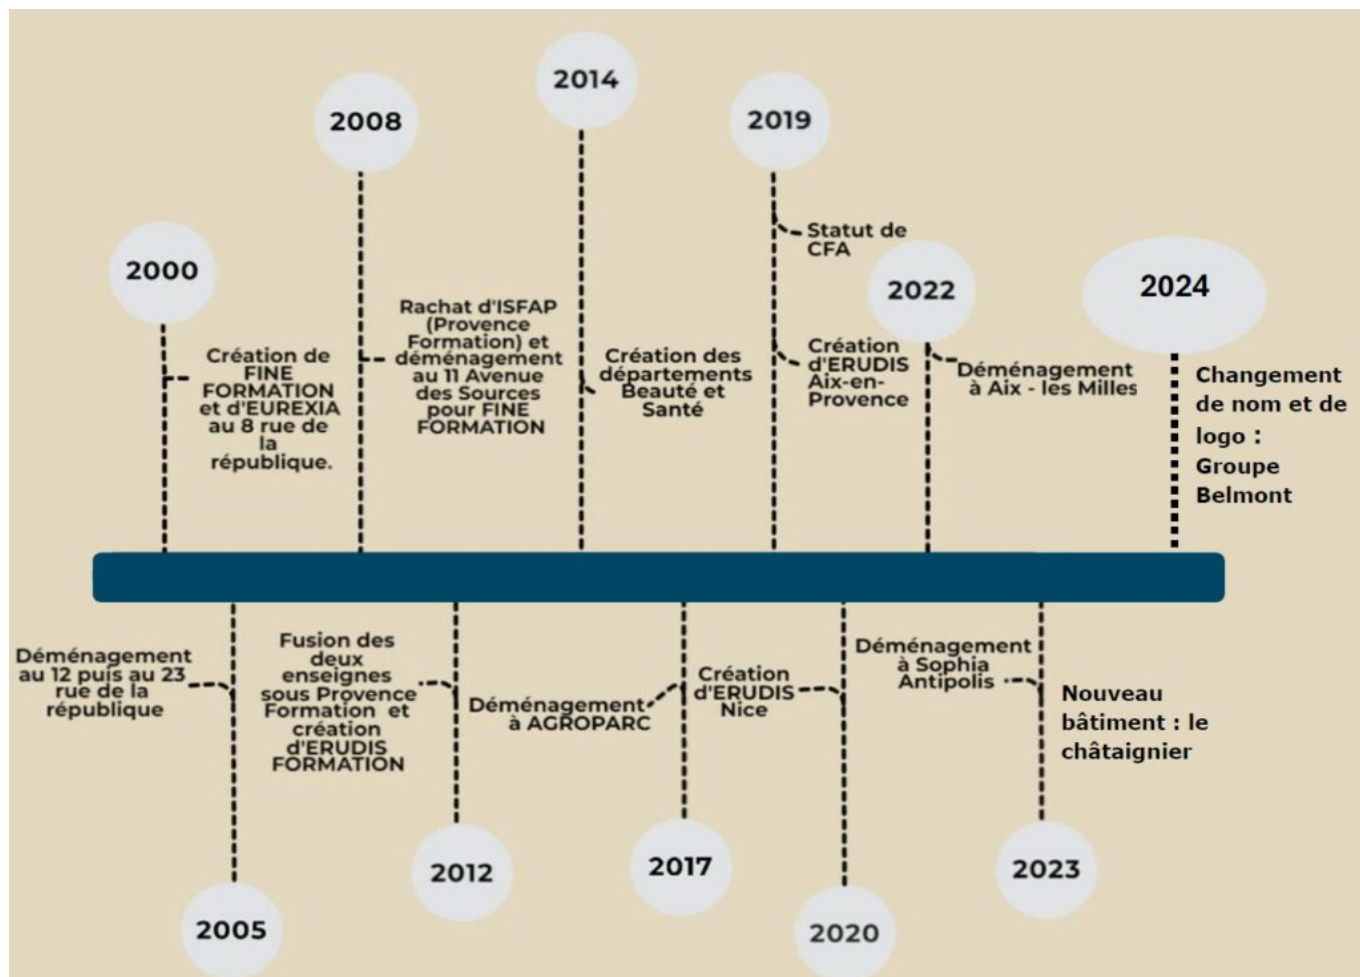 2000
Création de
FINE
FORMATION
et d'EUREXIA
au 8 rue de
la
république.
2005
Déménagement
au 12 puis au 23
rue de la
république
2008
Rachat d'ISFAP
(Provence
Formation) et
déménagement
au 11 Avenue
des Sources
pour FINE
FORMATION
2012
Fusion des
deux
enseignes
sous Provence
Formation et
création
d'ERUDIS
FORMATION
2014
Création des
départements
Beauté et
Santé
2017
Déménagement
à AGROPARC
2019
Statut de
CFA
Création
d'ERUDIS
Aix-en-
Provence
2020
Création
d'ERUDIS
Nice
2022
Déménagement
à Aix - les Milles
2023
Déménagement
à Sophia
Antipolis
Nouveau
bâtiment : le
châtaignier
2024
Changement
de nom et de
logo :
Groupe
Belmont